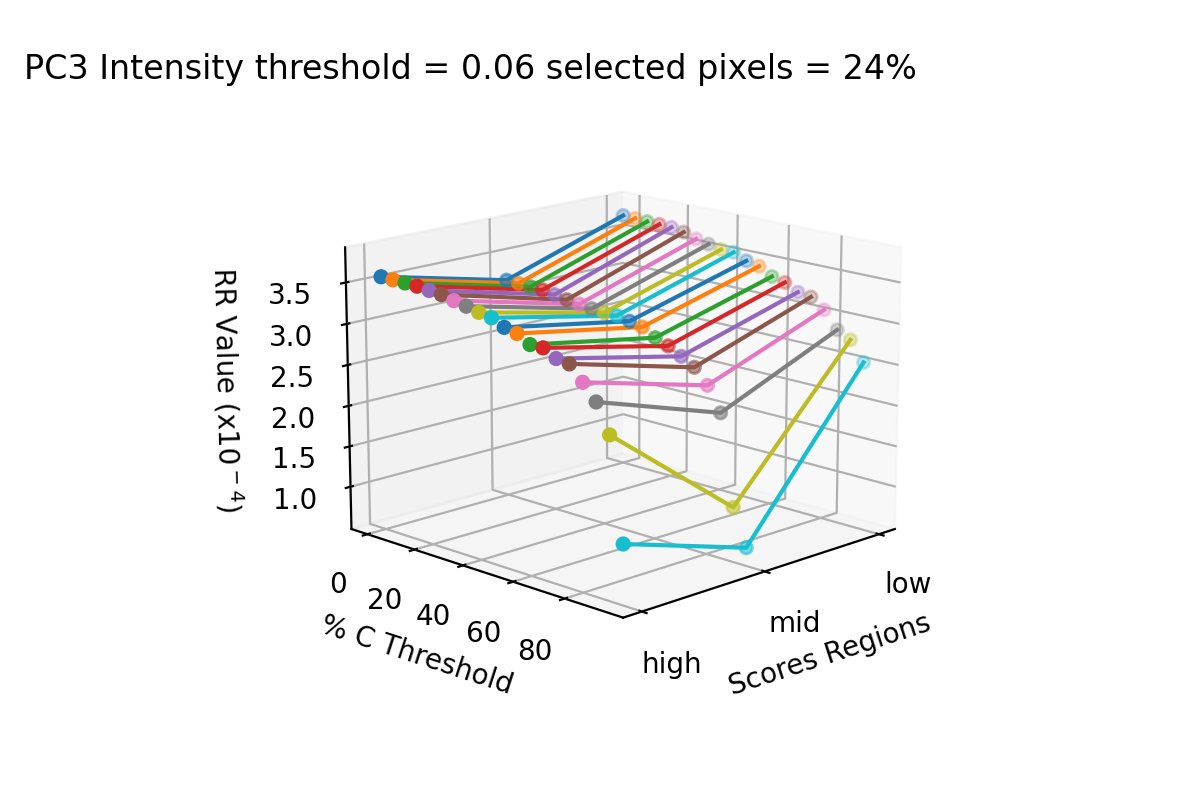 PC3 Intensity threshold = 0.06 selected pixels = 24%
3.5
3.0
2.5
2.0
1.5
1.0
RR Value (x10⁻⁴)
0
20
40
60
80
% C Threshold
high
mid
low
Scores Regions